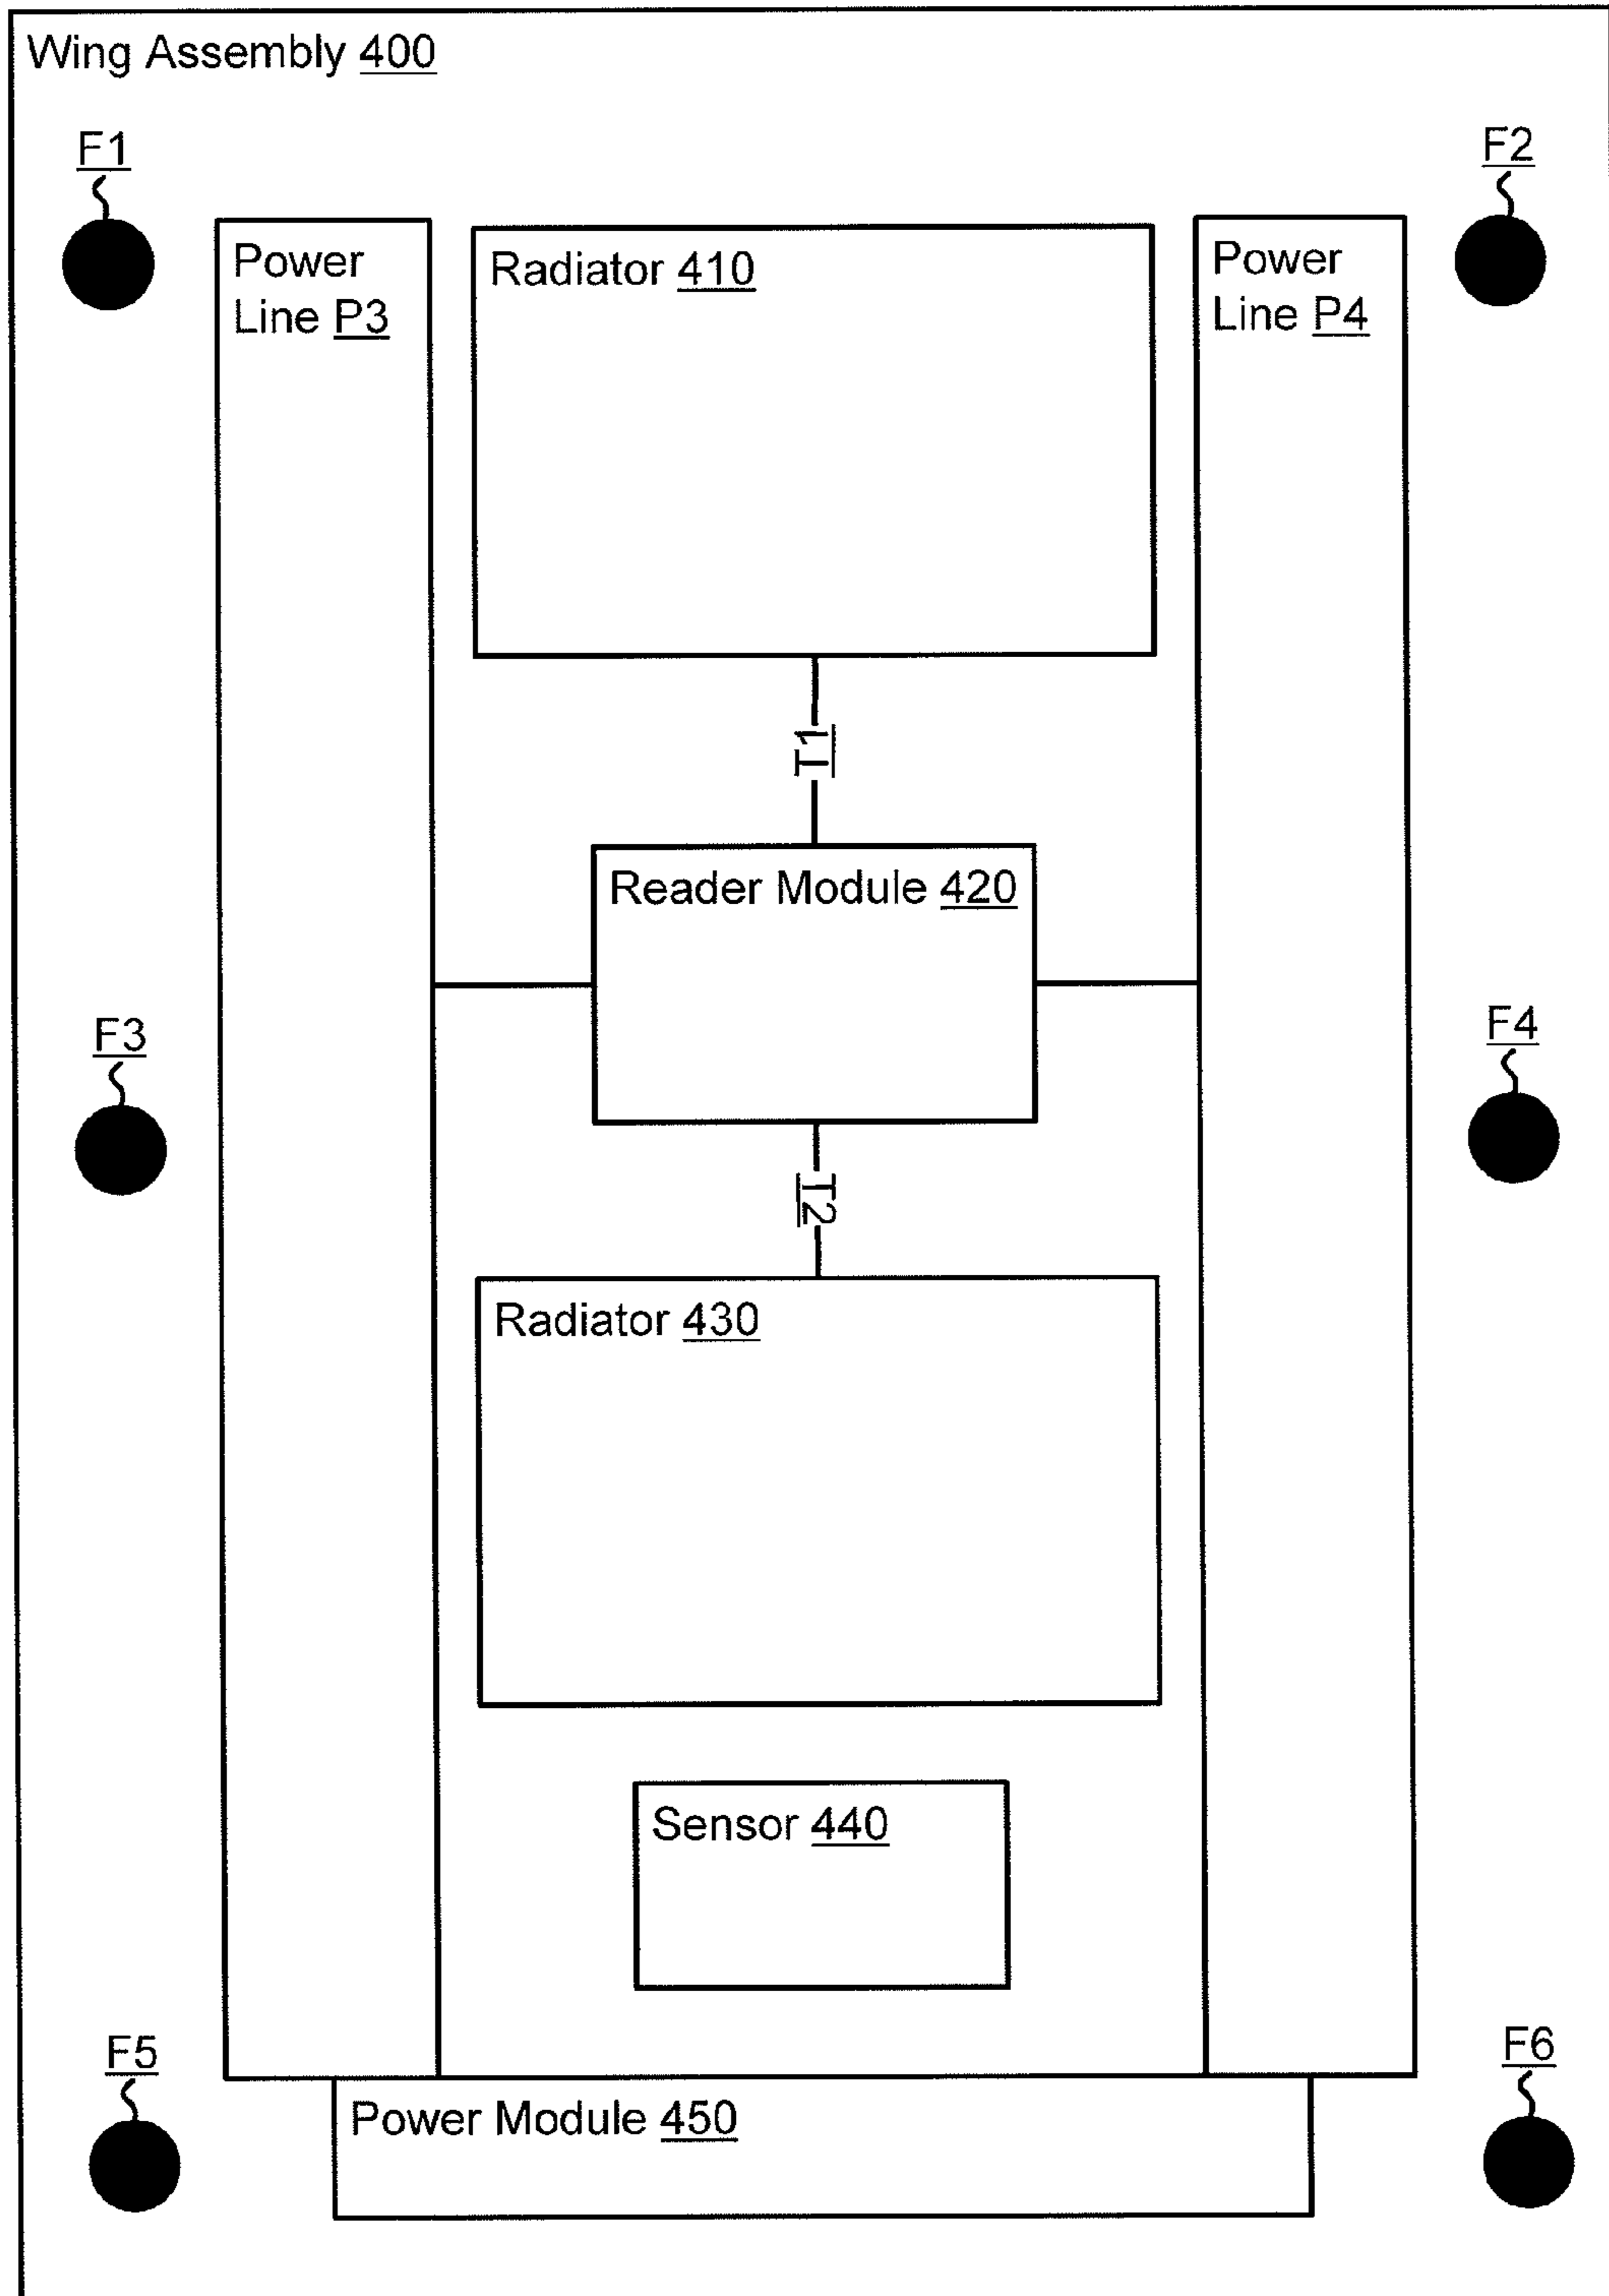 Wing Assembly 400
F1
F2
Power
Line P3
Radiator 410
Power
Line P4
T1
Reader Module 420
F3
F4
T2
Radiator 430
Sensor 440
F5
F6
Power Module 450